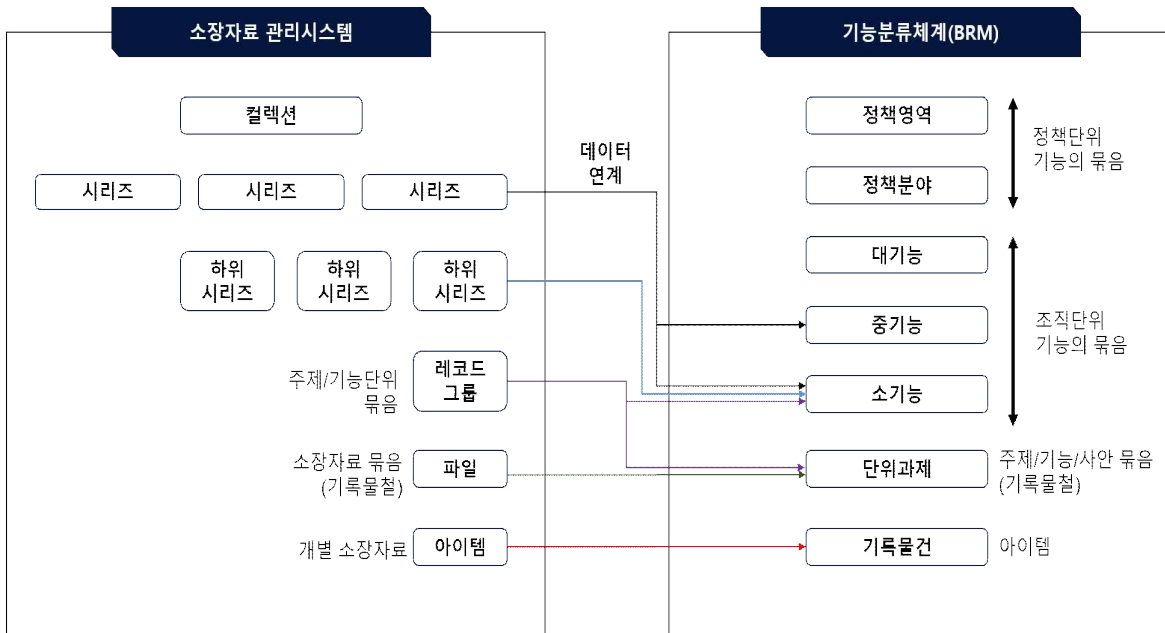 소장자료 관리시스템
컬렉션
시리즈
시리즈
시리즈
하위
시리즈
하위
시리즈
하위
시리즈
주제/기능단위
묶음
레코드
그룹
소장자료 묶음
(기록물철)
파일
개별 소장자료
아이템
데이터
연계
기능분류체계(BRM)
정책영역
정책분야
정책단위
기능의 묶음
대기능
중기능
소기능
조직단위
기능의 묶음
단위과제
주제/기능/사안 묶음
(기록물철)
기록물건
아이템